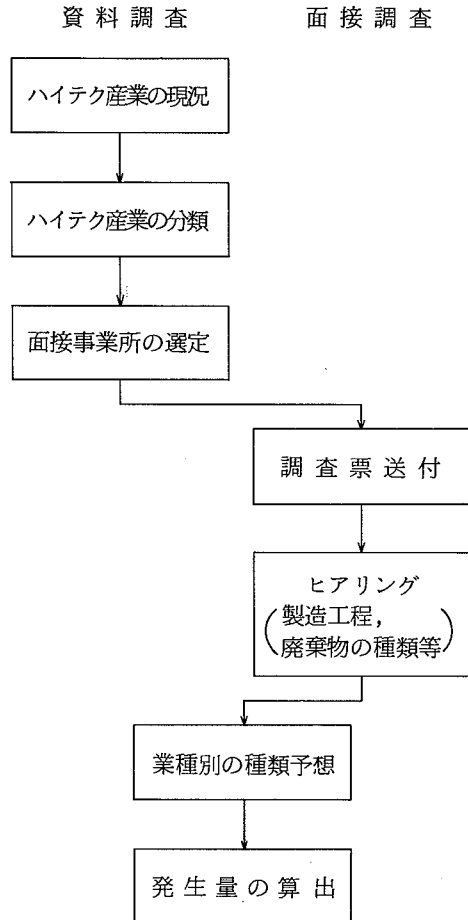 資料調査
面接調査
ハイテク産業の現況
ハイテク産業の分類
面接事業所の選定
調査票送付
ヒアリング
(製造工程,
廃棄物の種類等)
業種別の種類予想
発生量の算出